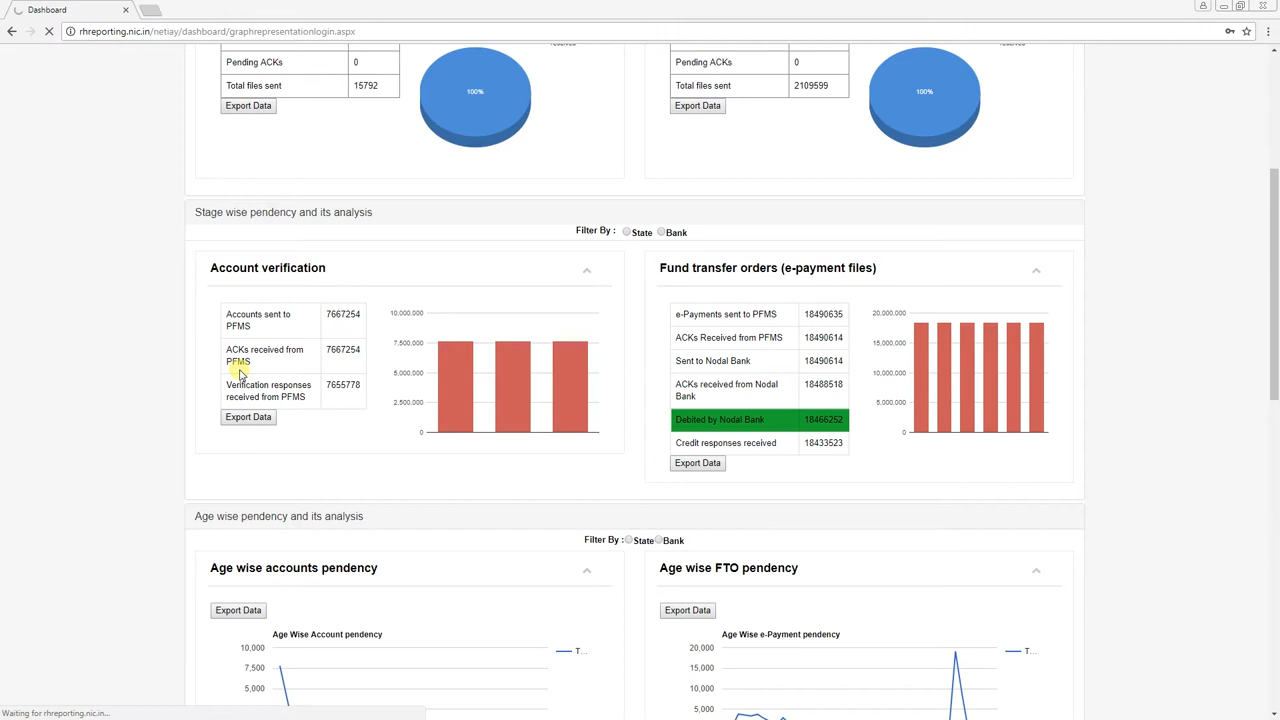 Dashboard
rhreporting.nic.in/netiay/dashboard/graphrepresentationlogin.aspx
Pending ACKs 0
Total files sent 15792
Export Data
100%
Pending ACKs 0
Total files sent 2109599
Export Data
100%
Stage wise pendency and its analysis
Filter By : State Bank
Account verification
Accounts sent to
PFMS
7667254
ACKs received from
PFMS
7667254
Verification responses
received from PFMS
7655778
Export Data
10,000,000
7,500,000
5,000,000
2,500,000
0
Fund transfer orders (e-payment files)
e-Payments sent to PFMS 18490635
ACKs Received from PFMS 18490614
Sent to Nodal Bank 18490614
ACKs received from Nodal
Bank
18488518
Debited by Nodal Bank 18466252
Credit responses received 18433523
Export Data
20,000,000
15,000,000
10,000,000
5,000,000
0
Age wise pendency and its analysis
Filter By : State Bank
Age wise accounts pendency
Export Data
Age Wise Account pendency
10,000
7,500
5,000
T...
Age wise FTO pendency
Export Data
Age Wise e-Payment pendency
20,000
15,000
10,000
5,000
T...
Waiting for rhreporting.nic.in...